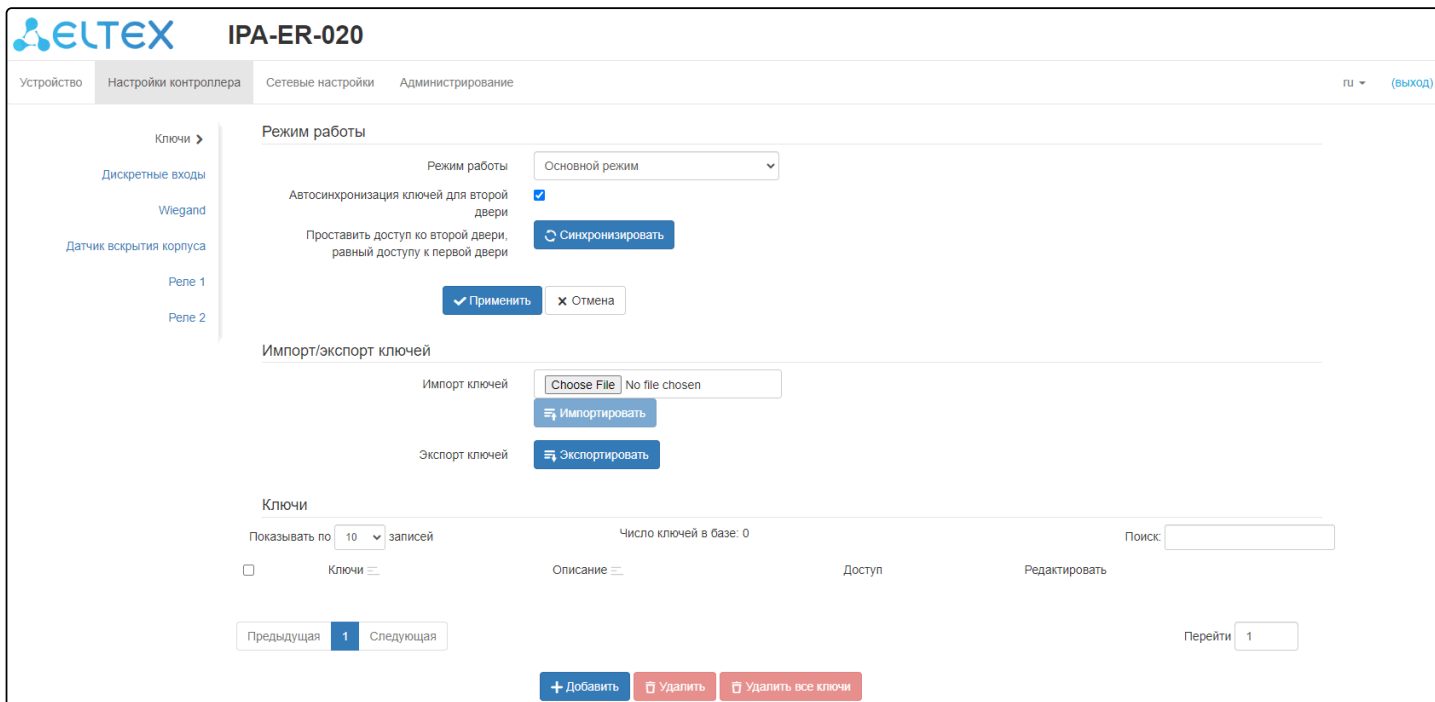 ELTEX IPA-ER-020
Устройство Настройки контроллера Сетевые настройки Администрирование ru (выход)
Ключи
Дискретные входы
Wiegand
Датчик вскрытия корпуса
Реле 1
Реле 2
Режим работы
Режим работы Основной режим
Автосинхронизация ключей для второй
двери
Проставить доступ ко второй двери,
равный доступу к первой двери
Синхронизировать
Применить Отмена
Импорт/экспорт ключей
Импорт ключей Choose File No file chosen
Импортировать
Экспорт ключей Экспортировать
Ключи
Показывать по 10 записей Число ключей в базе: 0 Поиск:
Ключи Описание Доступ Редактировать
Предыдущая 1 Следующая Перейти 1
Добавить Удалить Удалить все ключи